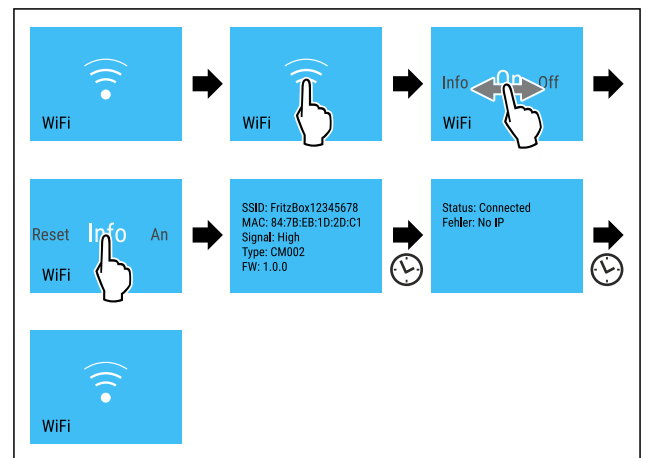 WiFi
WiFi
Info On Off
WiFi
Reset Info An
WiFi
SSID: FritzBox12345678
MAC: 84:7B:EB:1D:2D:C1
Signal: High
Type: CM002
FW: 1.0.0
Status: Connected
Fehler: No IP
WiFi